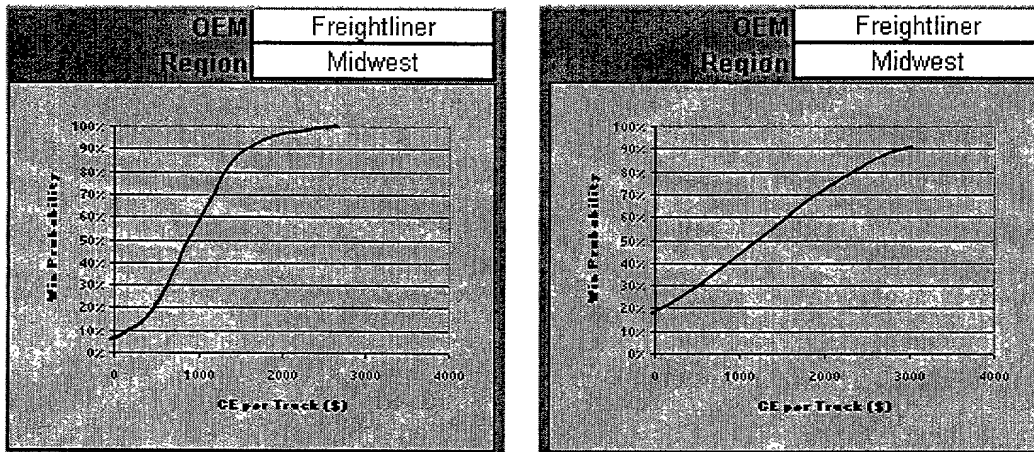 OEM Freightliner
Region Midwest
100%
90%
80%
70%
60%
50%
40%
30%
20%
10%
0%
Win Probability
0 1000 2000 3000 4000
CE per Truck ($)
OEM Freightliner
Region Midwest
100%
90%
80%
70%
60%
50%
40%
30%
20%
10%
0%
Win Probability
0 1000 2000 3000 4000
CE per Truck ($)